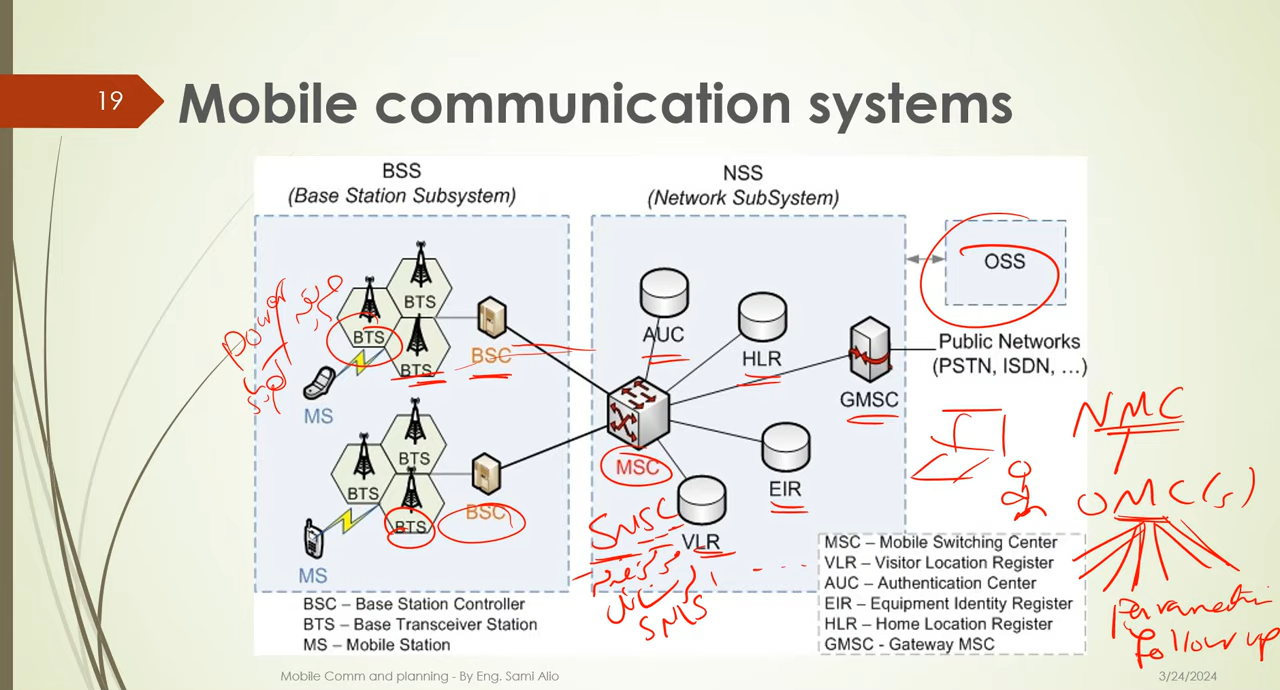 19
Mobile communication systems
BSS
(Base Station Subsystem)
NSS
(Network SubSystem)
OSS
BTS
BTS
BTS
BSC
MS
BTS
BTS
BTS
BSC
MS
AUC
HLR
GMSC
MSC
EIR
VLR
Public Networks
(PSTN, ISDN, …)
power
NMC
OMC(s)
Parameter
follow up
SMSC
SMS
BSC – Base Station Controller
BTS – Base Transceiver Station
MS – Mobile Station
MSC – Mobile Switching Center
VLR – Visitor Location Register
AUC – Authentication Center
EIR – Equipment Identity Register
HLR – Home Location Register
GMSC - Gateway MSC
Mobile Comm and planning - By Eng. Sami Alio
3/24/2024